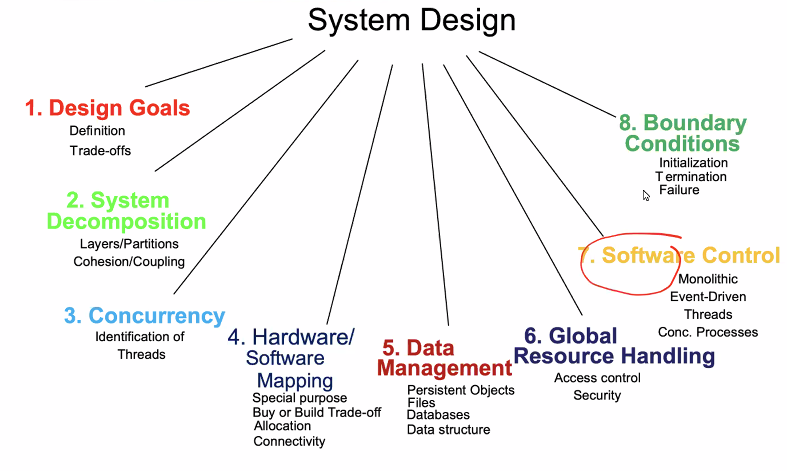 System Design
1. Design Goals
Definition
Trade-offs
2. System
Decomposition
Layers/Partitions
Cohesion/Coupling
3. Concurrency
Identification of
Threads
4. Hardware/
Software
Mapping
Special purpose
Buy or Build Trade-off
Allocation
Connectivity
5. Data
Management
Persistent Objects
Files
Databases
Data structure
6. Global
Resource Handling
Access control
Security
7. Software Control
Monolithic
Event-Driven
Threads
Conc. Processes
8. Boundary
Conditions
Initialization
Termination
Failure